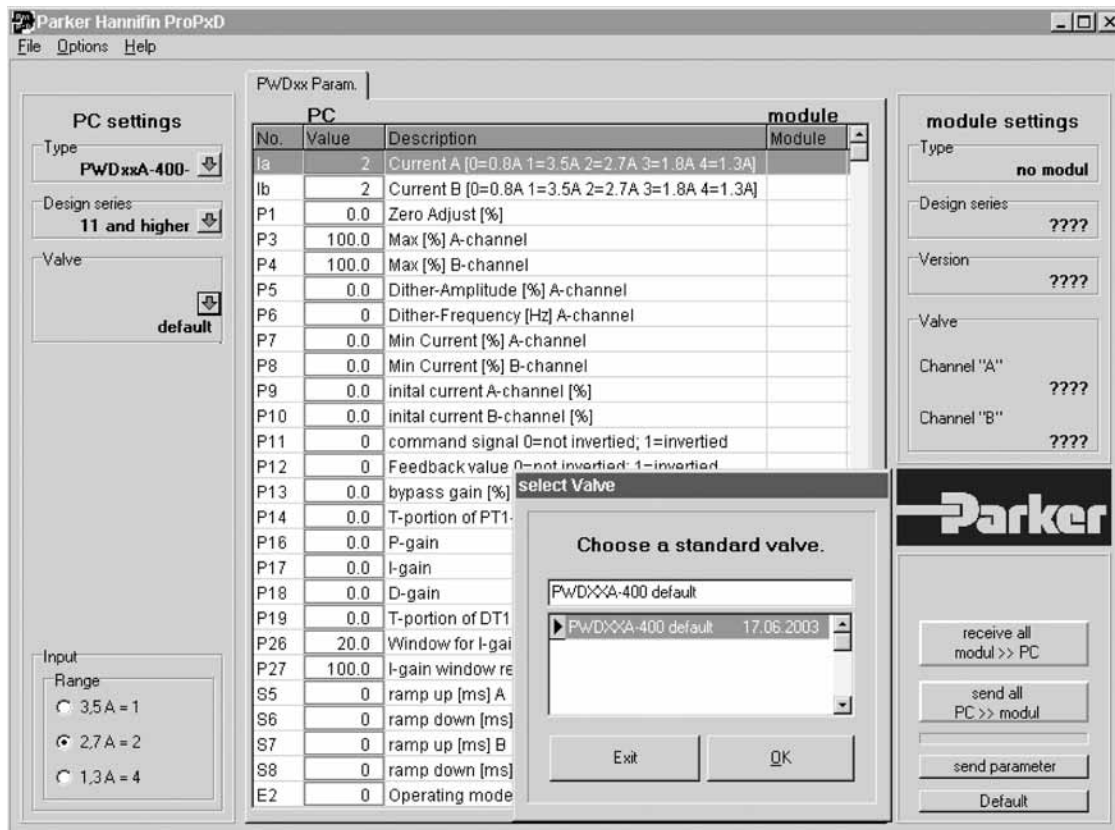 Parker Hannifin ProPxD
File Options Help
PC settings
Type
PWDxxA-400-
Design series
11 and higher
Valve
default
Input
Range
3,5 A = 1
2,7 A = 2
1,3 A = 4
PWDxx Param.
PC module
No. Value Description Module
Ia 2 Current A [0=0.8A 1=3.5A 2=2.7A 3=1.8A 4=1.3A]
Ib 2 Current B [0=0.8A 1=3.5A 2=2.7A 3=1.8A 4=1.3A]
P1 0.0 Zero Adjust [%]
P3 100.0 Max [%] A-channel
P4 100.0 Max [%] B-channel
P5 0.0 Dither-Amplitude [%] A-channel
P6 0 Dither-Frequency [Hz] A-channel
P7 0.0 Min Current [%] A-channel
P8 0.0 Min Current [%] B-channel
P9 0.0 inital current A-channel [%]
P10 0.0 inital current B-channel [%]
P11 0 command signal 0=not invertied; 1=invertied
P12 0 Feedback value 0=not invertied; 1=invertied
P13 0.0 bypass gain [%]
P14 0.0 T-portion of PT1-
P16 0.0 P-gain
P17 0.0 I-gain
P18 0.0 D-gain
P19 0.0 T-portion of DT1
P26 20.0 Window for I-gai
P27 100.0 I-gain window re
S5 0 ramp up [ms] A
S6 0 ramp down [ms]
S7 0 ramp up [ms] B
S8 0 ramp down [ms]
E2 0 Operating mode
select Valve
Choose a standard valve.
PWDXXA-400 default
PWDXXA-400 default 17.06.2003
Exit OK
module settings
Type
no modul
Design series
????
Version
????
Valve
Channel "A"
????
Channel "B"
????
Parker
receive all
modul >> PC
send all
PC >> modul
send parameter
Default